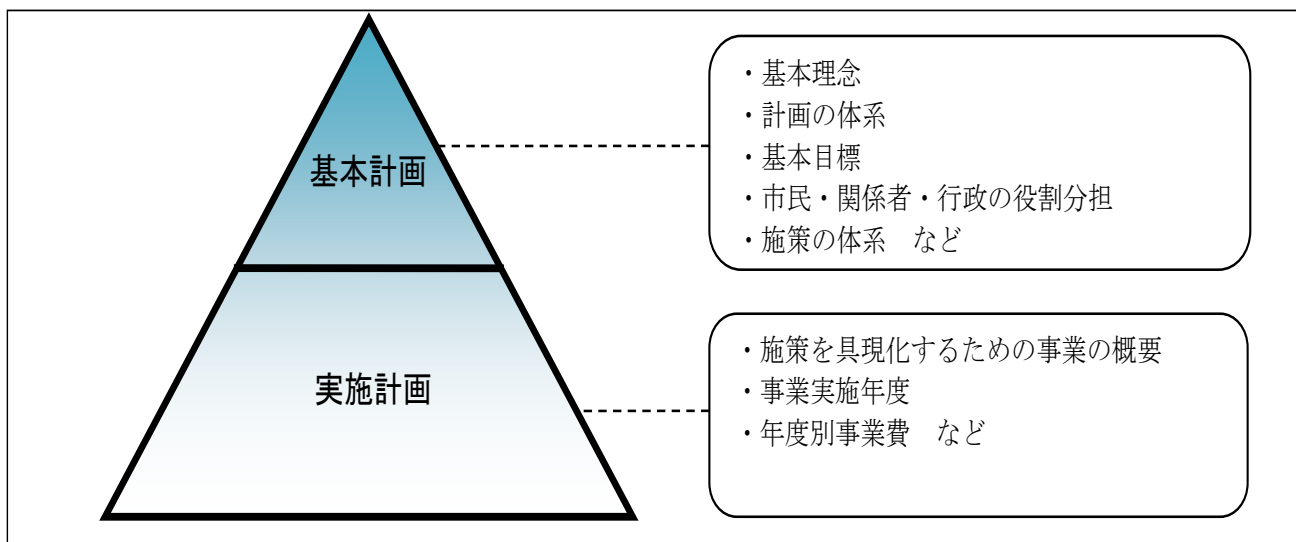 基本計画
・基本理念
・計画の体系
・基本目標
・市民・関係者・行政の役割分担
・施策の体系　など
実施計画
・施策を具現化するための事業の概要
・事業実施年度
・年度別事業費　など